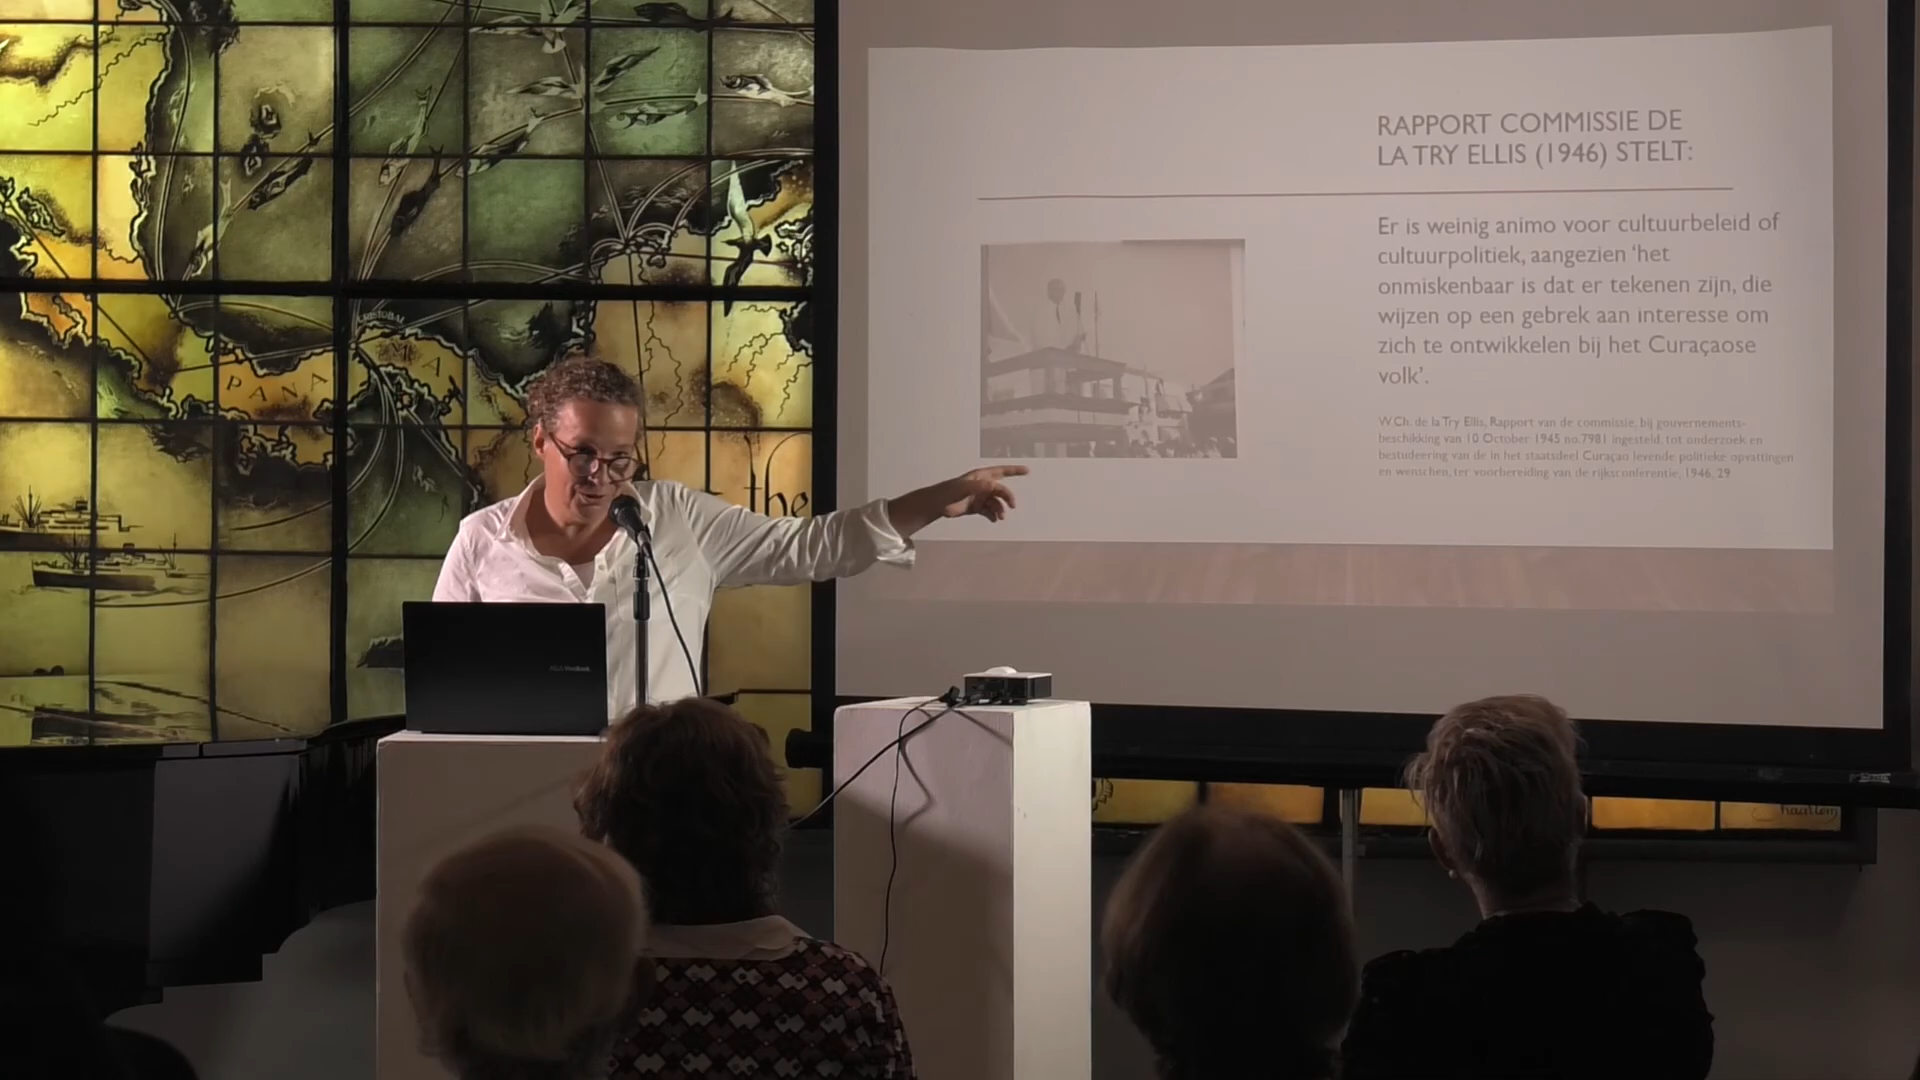 RAPPORT COMMISSIE DE
LA TRY ELLIS (1946) STELT:
Er is weinig animo voor cultuurbeleid of
cultuurpolitiek, aangezien ‘het
onmiskenbaar is dat er tekenen zijn, die
wijzen op een gebrek aan interesse om
zich te ontwikkelen bij het Curaçaose
volk’.
W.Ch. de la Try Ellis, Rapport van de commissie, bij gouvernements-
beschikking van 10 October 1945 no.7981 ingesteld, tot onderzoek en
bestudeering van de in het staatsdeel Curaçao levende politieke opvattingen
en wenschen, ter voorbereiding van de rijksconferentie, 1946, 29
CRISTOBAL
PANAMA
the
haarlem